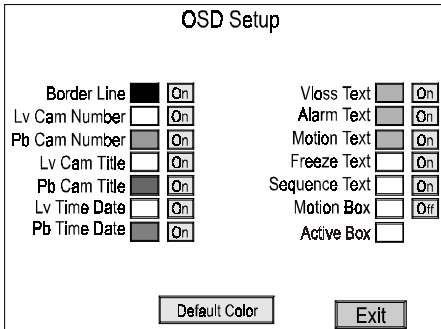 OSD Setup
Border Line On
Lv Cam Number On
Pb Cam Number On
Lv Cam Title On
Pb Cam Title On
Lv Time Date On
Pb Time Date On
Vloss Text On
Alarm Text On
Motion Text On
Freeze Text On
Sequence Text On
Motion Box Off
Active Box
Default Color
Exit